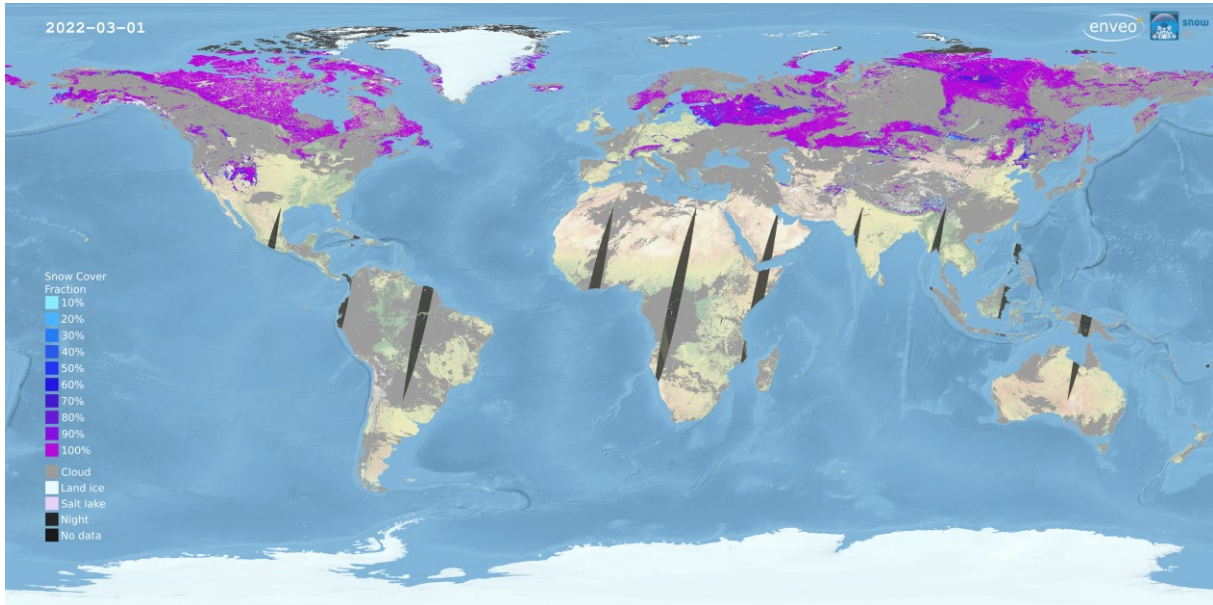 2022-03-01
enveo
snow
Snow Cover
Fraction
10%
20%
30%
40%
50%
60%
70%
80%
90%
100%
Cloud
Land ice
Salt lake
Night
No data